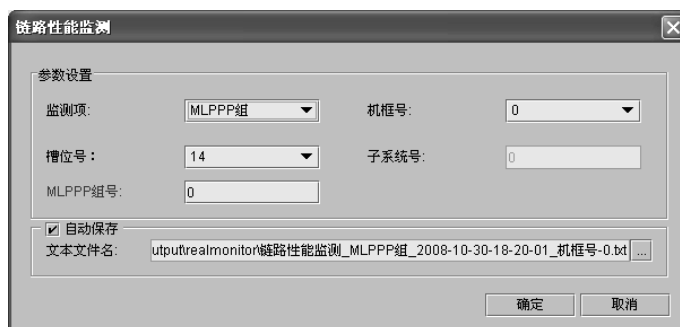 链路性能监测
参数设置
监测项: MLPPP组 机框号: 0
槽位号： 14 子系统号: 0
MLPPP组号: 0
自动保存
文本文件名: utput\realmonitor\链路性能监测_MLPPP组_2008-10-30-18-20-01_机框号-0.txt ...
确定 取消